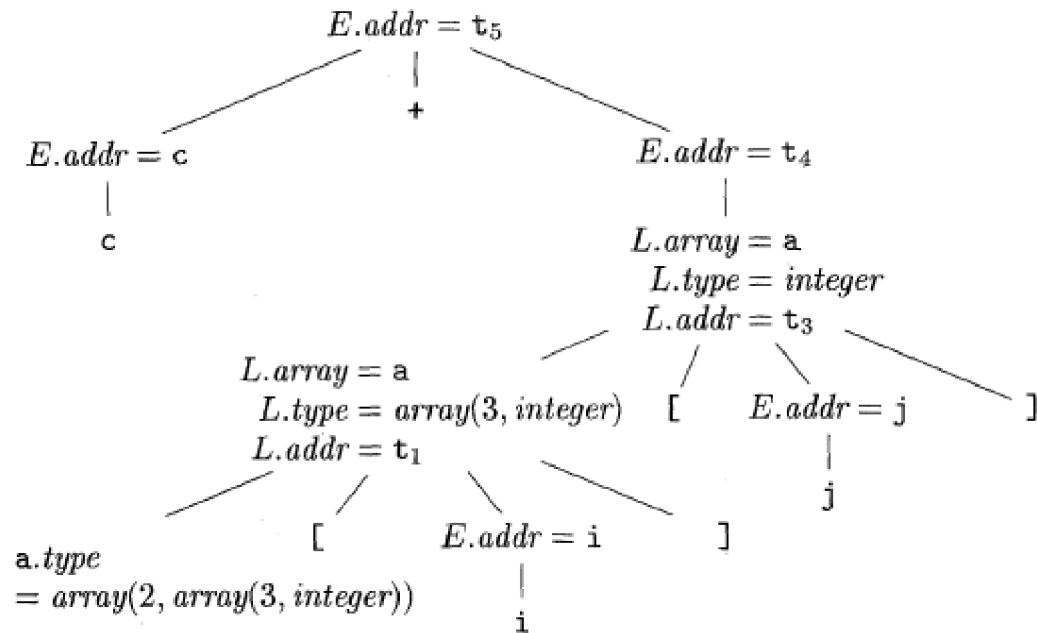 E.addr = t₅
+
E.addr = c
E.addr = t₄
c
L.array = a
L.type = integer
L.addr = t₃
L.array = a
L.type = array(3, integer)
L.addr = t₁
[
E.addr = j
]
j
a.type
= array(2, array(3, integer))
[
E.addr = i
]
i